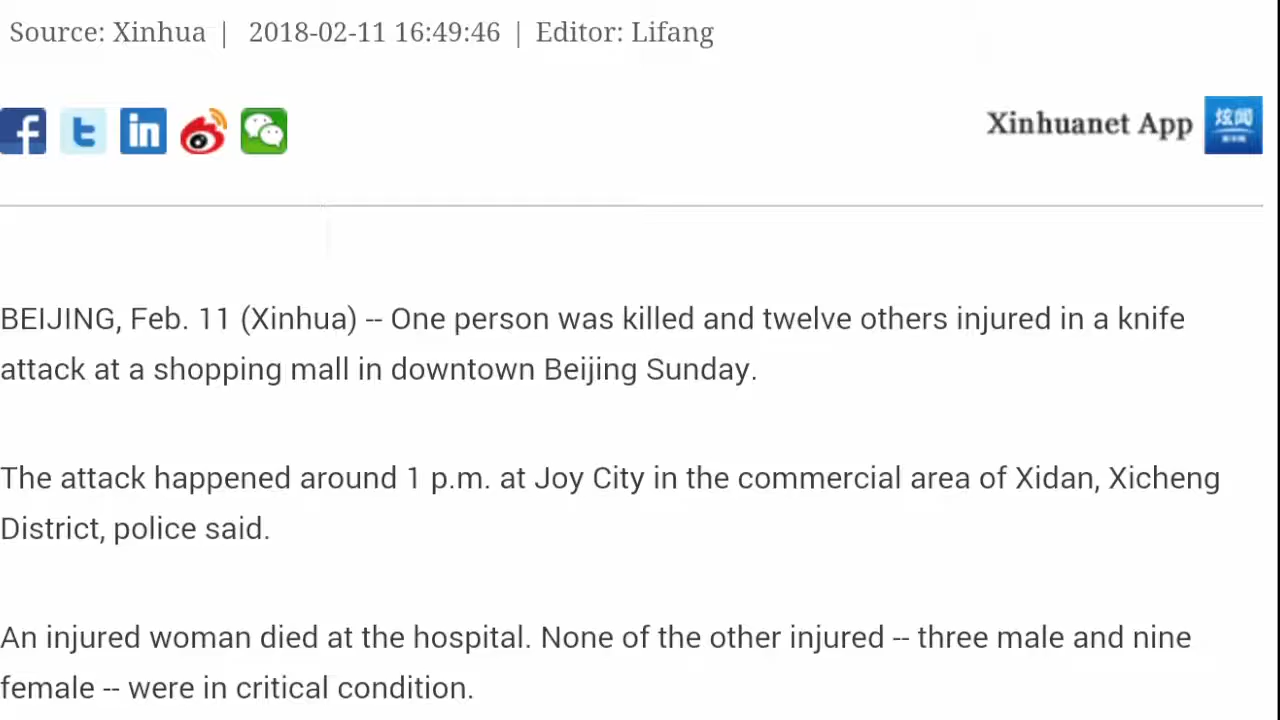 Source: Xinhua | 2018-02-11 16:49:46 | Editor: Lifang
Xinhuanet App 炫闻
BEIJING, Feb. 11 (Xinhua) -- One person was killed and twelve others injured in a knife
attack at a shopping mall in downtown Beijing Sunday.
The attack happened around 1 p.m. at Joy City in the commercial area of Xidan, Xicheng
District, police said.
An injured woman died at the hospital. None of the other injured -- three male and nine
female -- were in critical condition.